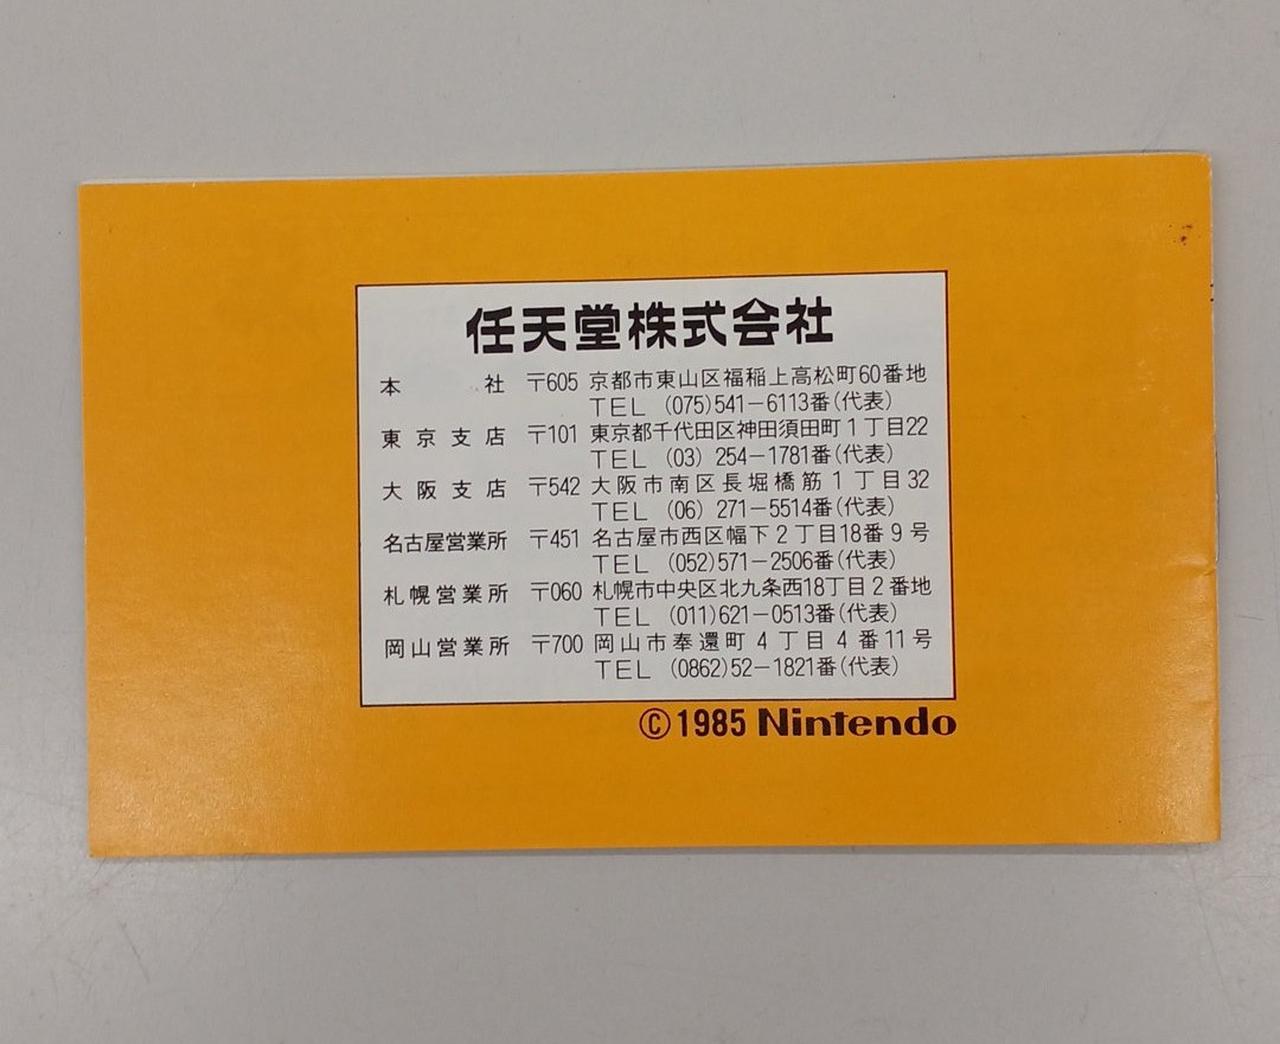 任天堂株式会社
本社 〒605 京都市東山区福稲上高松町60番地
TEL (075)541-6113番(代表)
東京支店 〒101 東京都千代田区神田須田町1丁目22
TEL (03) 254-1781番(代表)
大阪支店 〒542 大阪市南区長堀橋筋1丁目32
TEL (06) 271-5514番(代表)
名古屋営業所 〒451 名古屋市西区幅下2丁目18番9号
TEL (052)571-2506番(代表)
札幌営業所 〒060 札幌市中央区北九条西18丁目2番地
TEL (011)621-0513番(代表)
岡山営業所 〒700 岡山市奉還町4丁目4番11号
TEL (0862)52-1821番(代表)
©1985 Nintendo